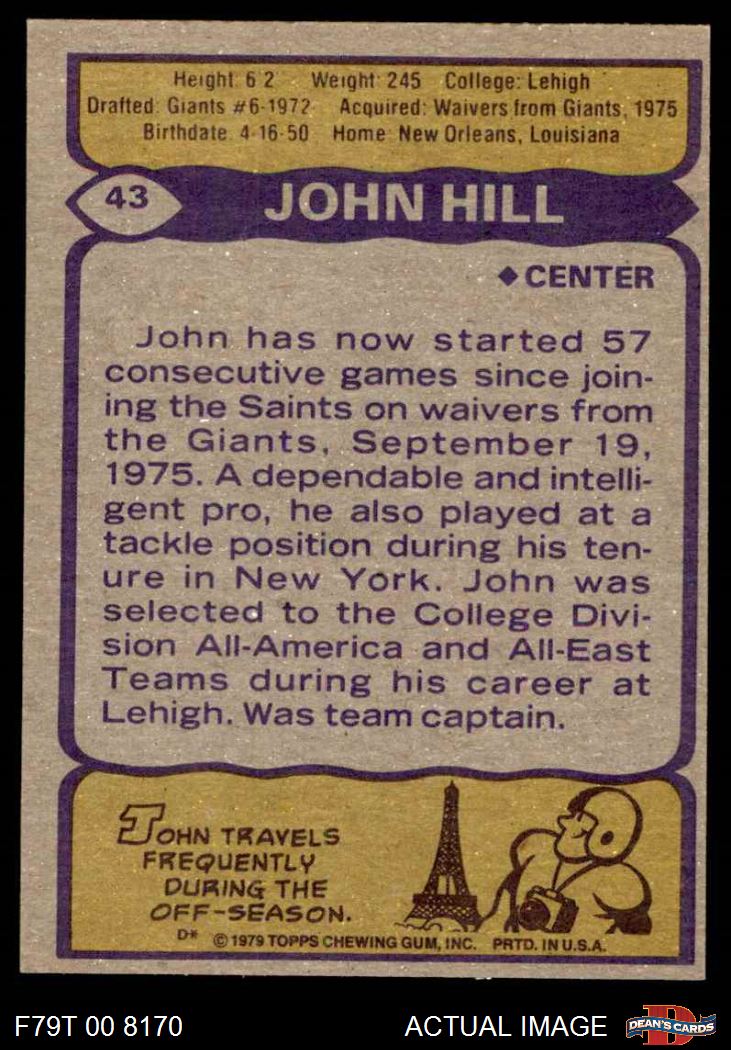 Height: 6 2 Weight: 245 College: Lehigh
Drafted: Giants #6-1972 Acquired: Waivers from Giants, 1975
Birthdate: 4-16-50 Home: New Orleans, Louisiana
43 JOHN HILL
◆ CENTER
John has now started 57
consecutive games since join-
ing the Saints on waivers from
the Giants, September 19,
1975. A dependable and intelli-
gent pro, he also played at a
tackle position during his ten-
ure in New York. John was
selected to the College Divi-
sion All-America and All-East
Teams during his career at
Lehigh. Was team captain.
JOHN TRAVELS
FREQUENTLY
DURING THE
OFF-SEASON.
D* © 1979 TOPPS CHEWING GUM, INC. PRTD. IN U.S.A.
F79T 00 8170 ACTUAL IMAGE D DEAN'S CARDS